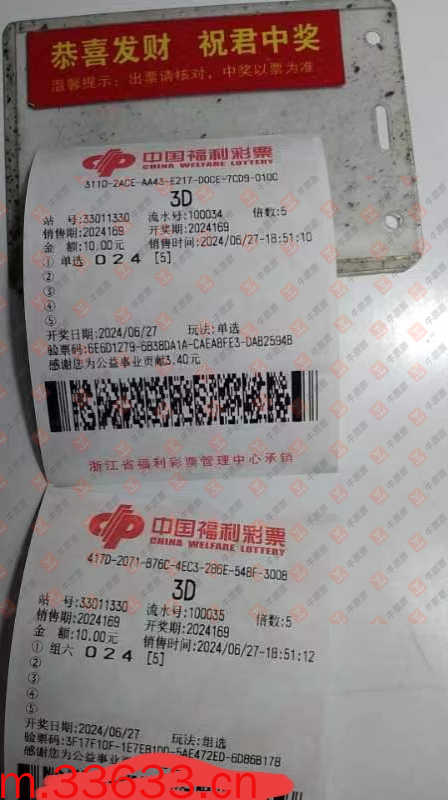 恭喜发财 祝君中奖
温馨提示：出票请核对，中奖以票为准
中国福利彩票
CHINA WELFARE LOTTERY
3110-2ACE-AA43-E217-D0CE-7CD9-010C
3D
站 号:33011330 流水号:100034 倍数:5
销售期:2024169 开奖期:2024169
金 额:10.00元 销售时间:2024/06/27-18:51:10
① 单选 024 [5]
②
③
④
⑤
开奖日期:2024/06/27 玩法:单选
验票码:6E6D1279-6B38DA1A-CAEABFE3-DAB2594B
感谢您为公益事业贡献3.40元
浙江省福利彩票管理中心承销
中国福利彩票
CHINA WELFARE LOTTERY
417D-2071-B76C-4EC3-286E-54BF-300B
3D
站 号:33011330 流水号:100035 倍数:5
销售期:2024169 开奖期:2024169
金 额:10.00元 销售时间:2024/06/27-18:51:12
① 组六 024 [5]
②
③
④
⑤
开奖日期:2024/06/27 玩法:组选
验票码:3F17F10F-1E7EB10D-5AE472ED-6D86B17B
感谢您为公益事业贡
m.33633.cn